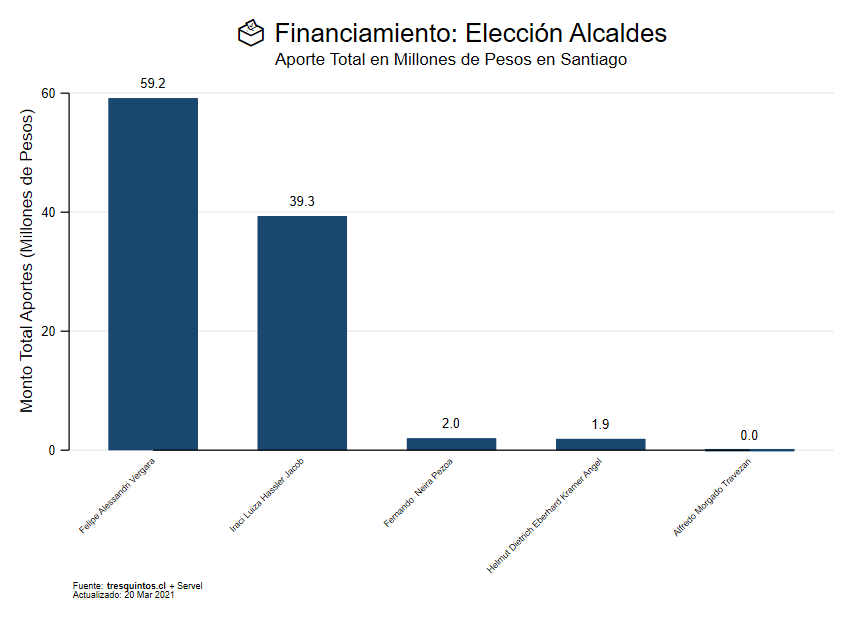 Financiamiento: Elección Alcaldes
Aporte Total en Millones de Pesos en Santiago
Monto Total Aportes (Millones de Pesos)
60
40
20
0
59.2
39.3
2.0
1.9
0.0
Felipe Alessandri Vergara
Iraci Luiza Hassler Jacob
Fernando Neira Pezoa
Helmut Dietrich Eberhard Kramer Angel
Alfredo Morgado Travezan
Fuente: tresquintos.cl + Servel
Actualizado: 20 Mar 2021